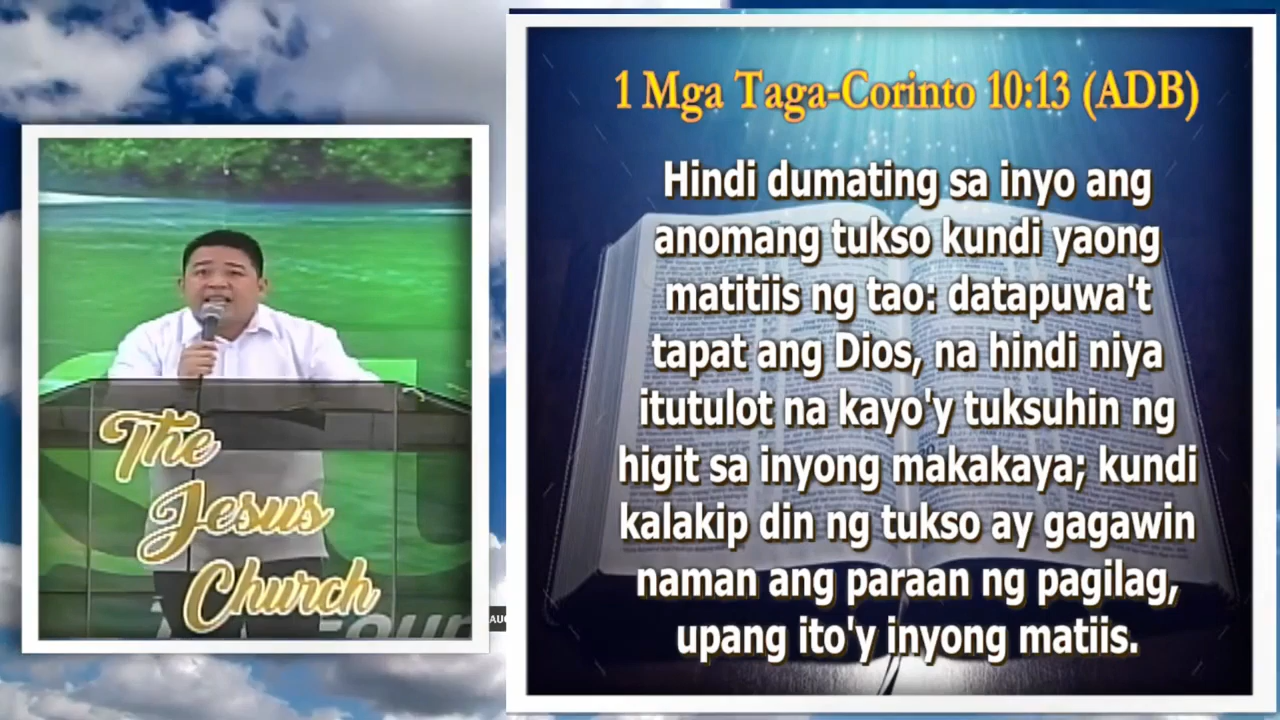 1 Mga Taga-Corinto 10:13 (ADB)
Hindi dumating sa inyo ang
anomang tukso kundi yaong
matitiis ng tao: datapuwa't
tapat ang Dios, na hindi niya
itutulot na kayo'y tuksuhin ng
higit sa inyong makakaya; kundi
kalakip din ng tukso ay gagawin
naman ang paraan ng pagilag,
upang ito'y inyong matiis.
The
Jesus
Church